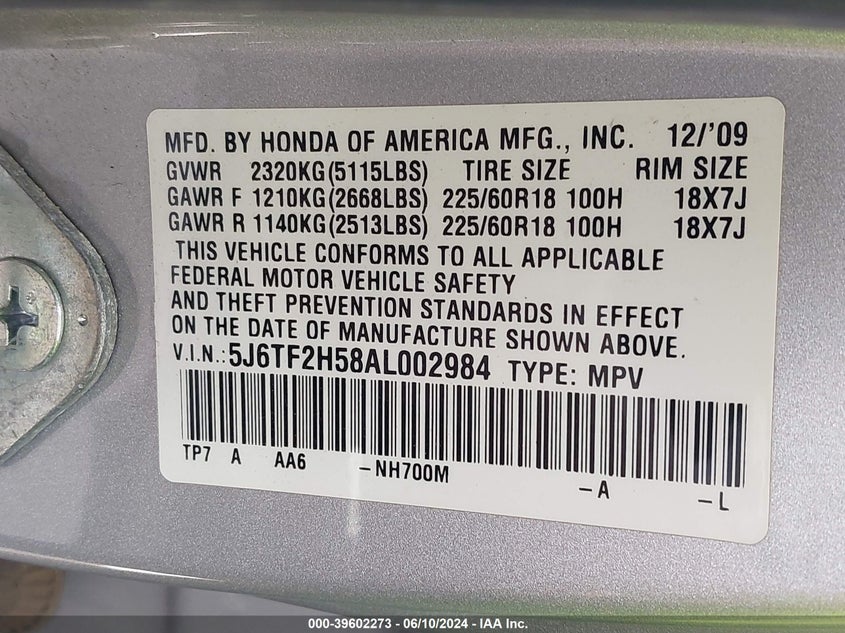 MFD. BY HONDA OF AMERICA MFG., INC. 12/'09
GVWR 2320KG(5115LBS) TIRE SIZE RIM SIZE
GAWR F 1210KG(2668LBS) 225/60R18 100H 18X7J
GAWR R 1140KG(2513LBS) 225/60R18 100H 18X7J
THIS VEHICLE CONFORMS TO ALL APPLICABLE
FEDERAL MOTOR VEHICLE SAFETY
AND THEFT PREVENTION STANDARDS IN EFFECT
ON THE DATE OF MANUFACTURE SHOWN ABOVE.
V.I.N.:5J6TF2H58AL002984 TYPE: MPV
TP7 A AA6 -NH700M -A -L
000-39602273 - 06/10/2024 - IAA Inc.